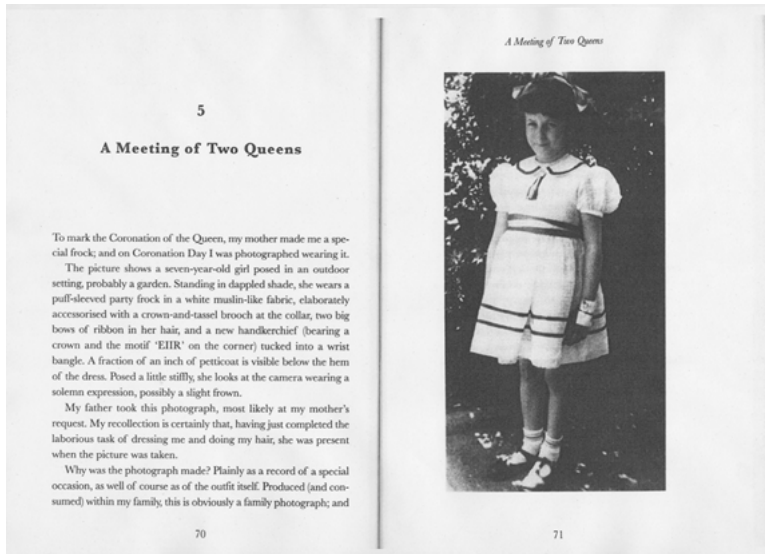 5
A Meeting of Two Queens
To mark the Coronation of the Queen, my mother made me a spe-
cial frock; and on Coronation Day I was photographed wearing it.
The picture shows a seven-year-old girl posed in an outdoor
setting, probably a garden. Standing in dappled shade, she wears a
puff-sleeved party frock in a white muslin-like fabric, elaborately
accessorised with a crown-and-tassel brooch at the collar, two big
bows of ribbon in her hair, and a new handkerchief (bearing a
crown and the motif ‘EIIR’ on the corner) tucked into a wrist
bangle. A fraction of an inch of petticoat is visible below the hem
of the dress. Posed a little stiffly, she looks at the camera wearing a
solemn expression, possibly a slight frown.
My father took this photograph, most likely at my mother’s
request. My recollection is certainly that, having just completed the
laborious task of dressing me and doing my hair, she was present
when the picture was taken.
Why was the photograph made? Plainly as a record of a special
occasion, as well of course as of the outfit itself. Produced (and con-
sumed) within my family, this is obviously a family photograph; and
70
A Meeting of Two Queens
71